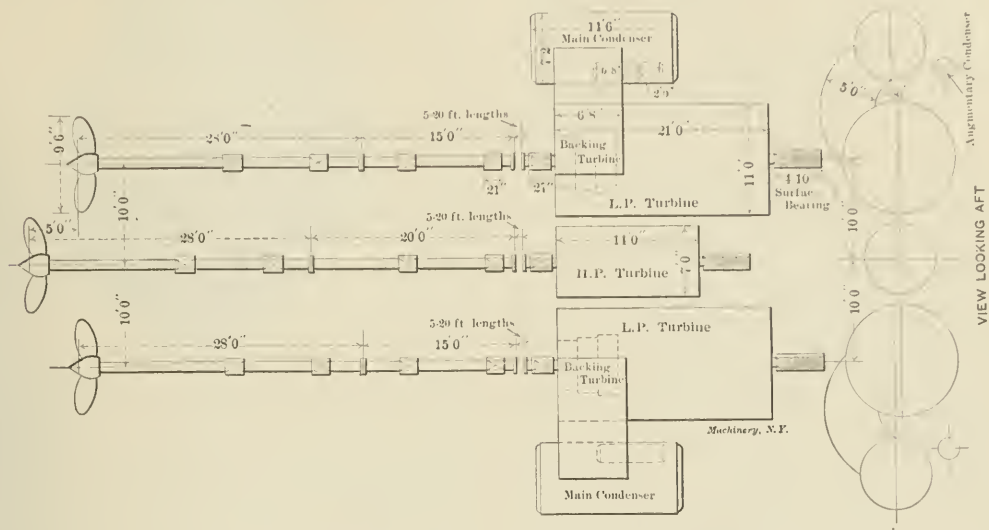 11'6"
Main Condenser
6'8"
2'9"
5-20 ft. lengths
6'8"
21'0"
5'0"
Augmentary Condenser
9'6"
28'0"
15'0"
Backing
Turbine
11'0"
21"
24"
L.P. Turbine
4'10
Surface
Bearing
10'0"
5'0"
5-20 ft. lengths
28'0"
20'0"
14'0"
7'0"
H.P. Turbine
10'0
10'0"
5-20 ft. lengths
28'0"
15'0"
L.P. Turbine
Backing
Turbine
10'0
Machinery, N.Y.
Main Condenser
VIEW LOOKING AFT